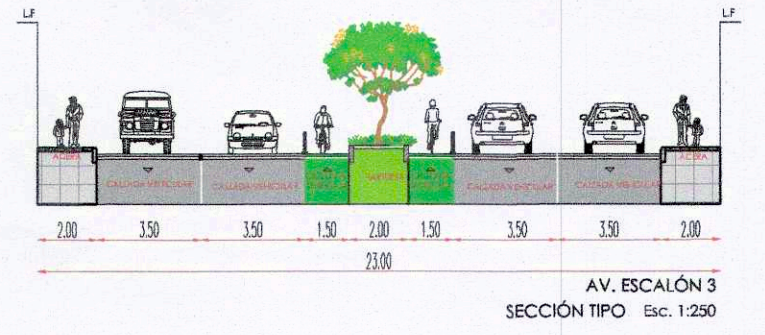 L.F
L.F
ACERA
CALZADA VEHICULAR
CALZADA VEHICULAR
CALZADA VEHICULAR
CALZADA VEHICULAR
ACERA
2.00 3.50 3.50 1.50 2.00 1.50 3.50 3.50 2.00
23.00
AV. ESCALÓN 3
SECCIÓN TIPO Esc. 1:250